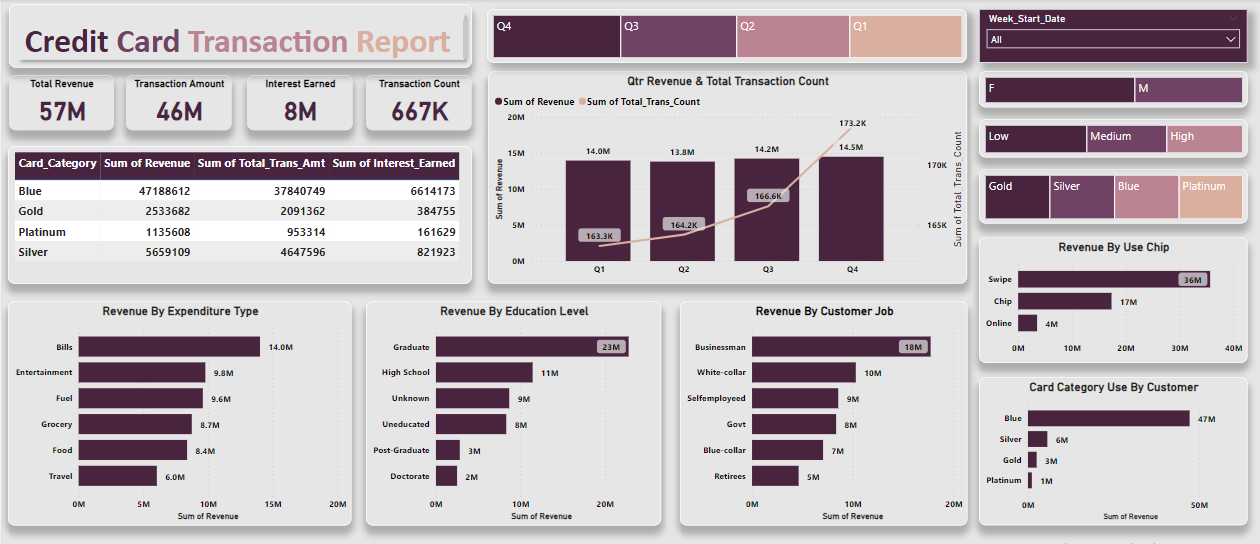 Credit Card Transaction Report
Q4 Q3 Q2 Q1
Week_Start_Date
All
Total Revenue
57M
Transaction Amount
46M
Interest Earned
8M
Transaction Count
667K
F M
Low Medium High
Gold Silver Blue Platinum
Card_Category Sum of Revenue Sum of Total_Trans_Amt Sum of Interest_Earned
Blue 47188612 37840749 6614173
Gold 2533682 2091362 384755
Platinum 1135608 953314 161629
Silver 5659109 4647596 821923
Qtr Revenue & Total Transaction Count
Sum of Revenue Sum of Total_Trans_Count
Sum of Revenue
20M
15M
10M
5M
0M
14.0M 13.8M 14.2M 14.5M
163.3K 164.2K 166.6K 173.2K
170K
165K
Sum of Total_Trans_Count
Q1 Q2 Q3 Q4
Revenue By Use Chip
Swipe 36M
Chip 17M
Online 4M
0M 10M 20M 30M 40M
Revenue By Expenditure Type
Bills 14.0M
Entertainment 9.8M
Fuel 9.6M
Grocery 8.7M
Food 8.4M
Travel 6.0M
0M 5M 10M 15M 20M
Sum of Revenue
Revenue By Education Level
Graduate 23M
High School 11M
Unknown 9M
Uneducated 8M
Post-Graduate 3M
Doctorate 2M
0M 10M 20M
Sum of Revenue
Revenue By Customer Job
Businessman 18M
White-collar 10M
Selfemployeed 9M
Govt 8M
Blue-collar 7M
Retirees 5M
0M 10M 20M
Sum of Revenue
Card Category Use By Customer
Blue 47M
Silver 6M
Gold 3M
Platinum 1M
0M 50M
Sum of Revenue